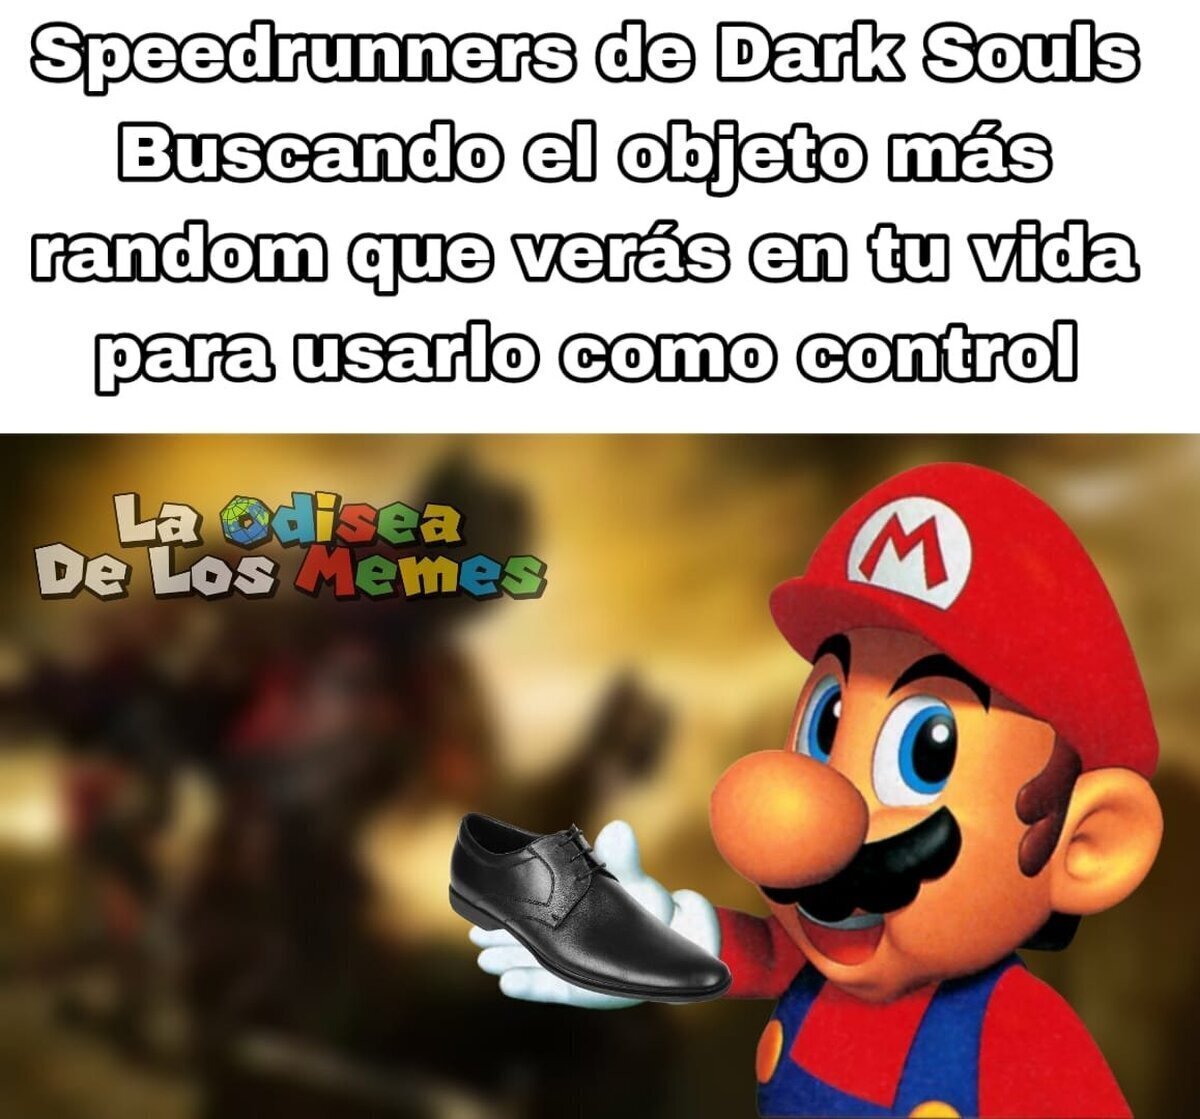 Speedrunners de Dark Souls
Buscando el objeto más
random que verás en tu vida
para usarlo como control
La Odisea
De Los Memes
M